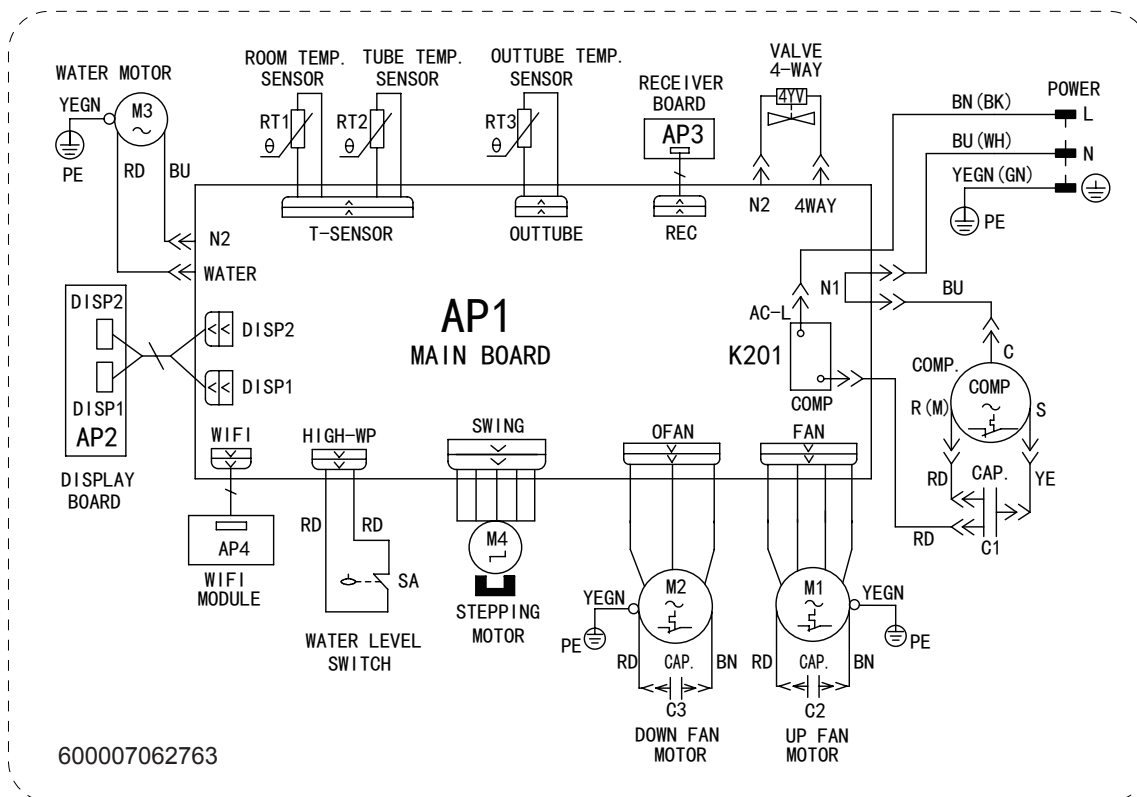 ROOM TEMP.
SENSOR
TUBE TEMP.
SENSOR
OUTTUBE TEMP.
SENSOR
VALVE
4-WAY
WATER MOTOR
RECEIVER
BOARD
POWER
YEGN
M3
4YV
BN(BK)
L
RT1
RT2
RT3
AP3
θ
θ
θ
BU(WH)
N
PE
RD
BU
YEGN(GN)
PE
N2
4WAY
T-SENSOR
OUTTUBE
REC
N2
WATER
N1
BU
DISP2
DISP2
AP1
MAIN BOARD
AC-L
K201
COMP
C
COMP.
COMP
R(M)
S
DISP1
DISP1
AP2
DISPLAY
BOARD
WIFI
HIGH-WP
SWING
OFAN
FAN
RD
CAP.
YE
RD
C1
AP4
WIFI
MODULE
RD
RD
SA
WATER LEVEL
SWITCH
M4
STEPPING
MOTOR
YEGN
PE
M2
RD
CAP.
BN
C3
DOWN FAN
MOTOR
M1
YEGN
PE
RD
CAP.
BN
C2
UP FAN
MOTOR
600007062763